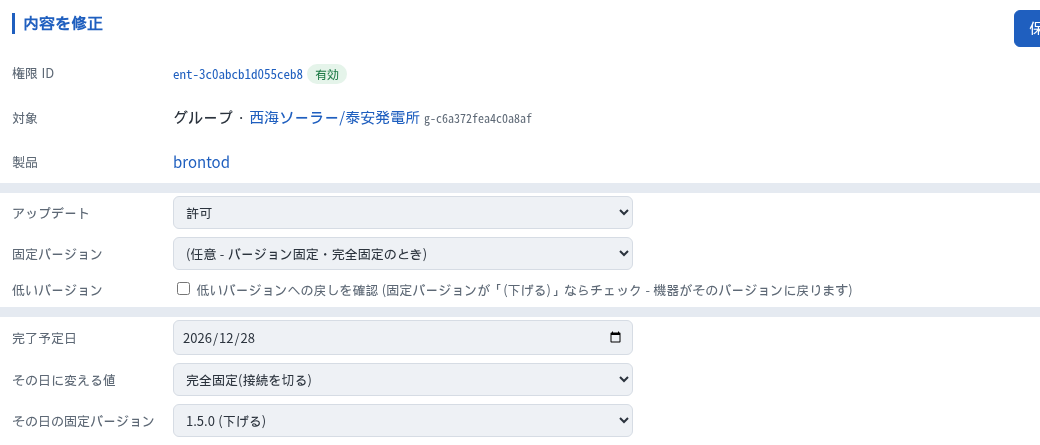 内容を修正
保
権限 ID ent-3c0abcb1d055ceb8 有効
対象 グループ · 西海ソーラー/泰安発電所 g-c6a372fea4c0a8af
製品 brontod
アップデート 許可
固定バージョン (任意 - バージョン固定・完全固定のとき)
低いバージョン 低いバージョンへの戻しを確認 (固定バージョンが「(下げる)」ならチェック - 機器がそのバージョンに戻ります)
完了予定日 2026/12/28
その日に変える値 完全固定(接続を切る)
その日の固定バージョン 1.5.0 (下げる)